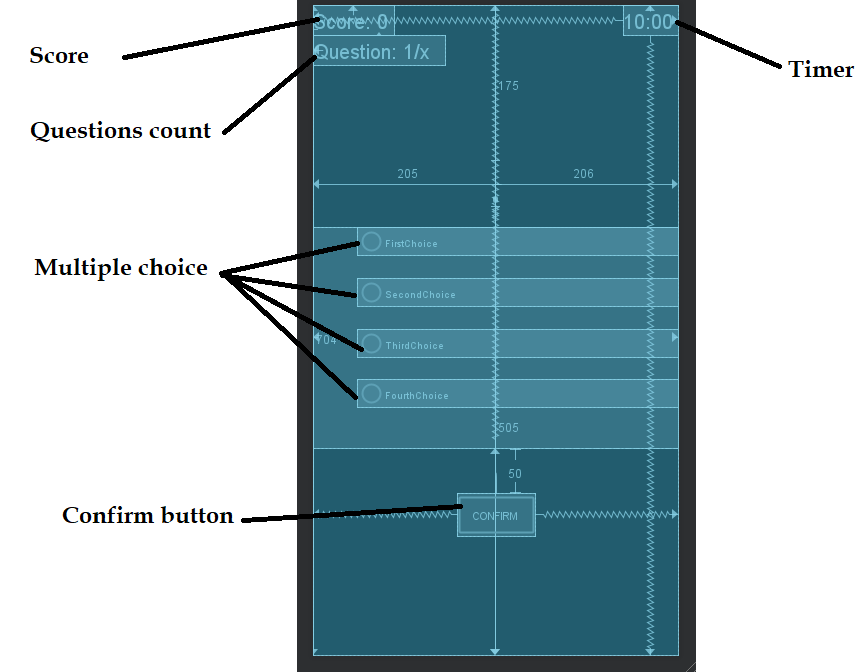 Score: 0
10:00
Score
Timer
Question: 1/x
175
Questions count
205
206
FirstChoice
Multiple choice
SecondChoice
704
ThirdChoice
FourthChoice
505
50
Confirm button
CONFIRM